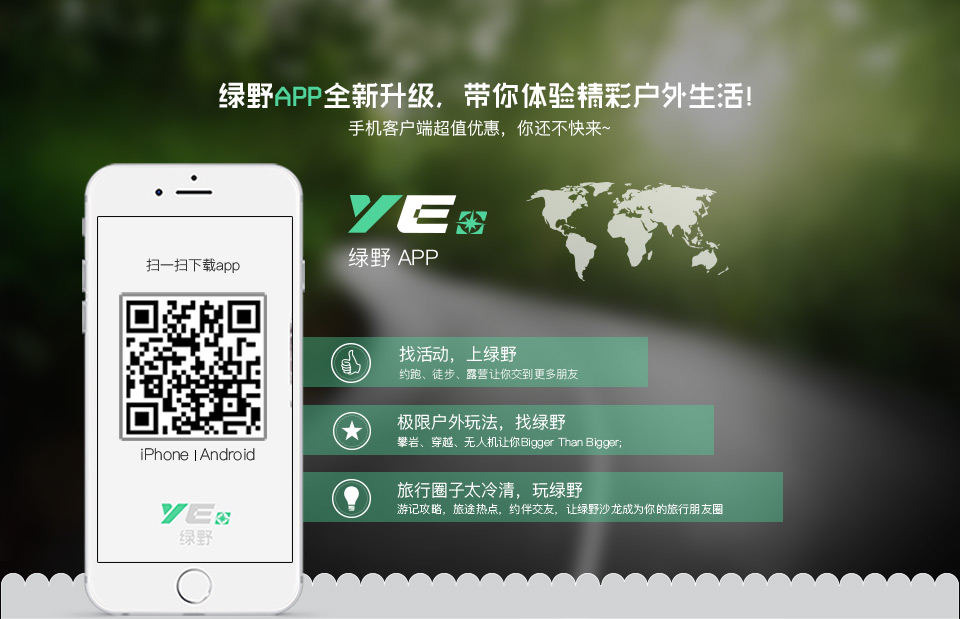 绿野APP全新升级，带你体验精彩户外生活！
手机客户端超值优惠，你还不快来~
YE
绿野 APP
扫一扫下载app
iPhone | Android
YE
绿野
找活动，上绿野
约跑、徒步、露营让你交到更多朋友
极限户外玩法，找绿野
攀岩、穿越、无人机让你Bigger Than Bigger;
旅行圈子太冷清，玩绿野
游记攻略，旅途热点，约伴交友，让绿野沙龙成为你的旅行朋友圈